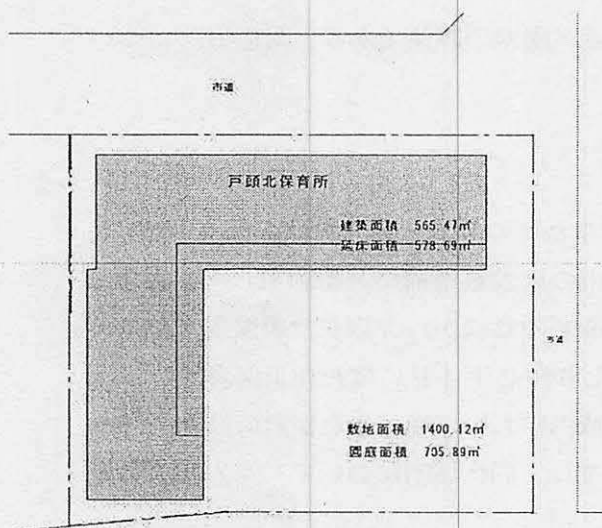 市道
戸頭北保育所
建築面積 565.47㎡
延床面積 578.69㎡
市道
敷地面積 1400.12㎡
園庭面積 705.89㎡